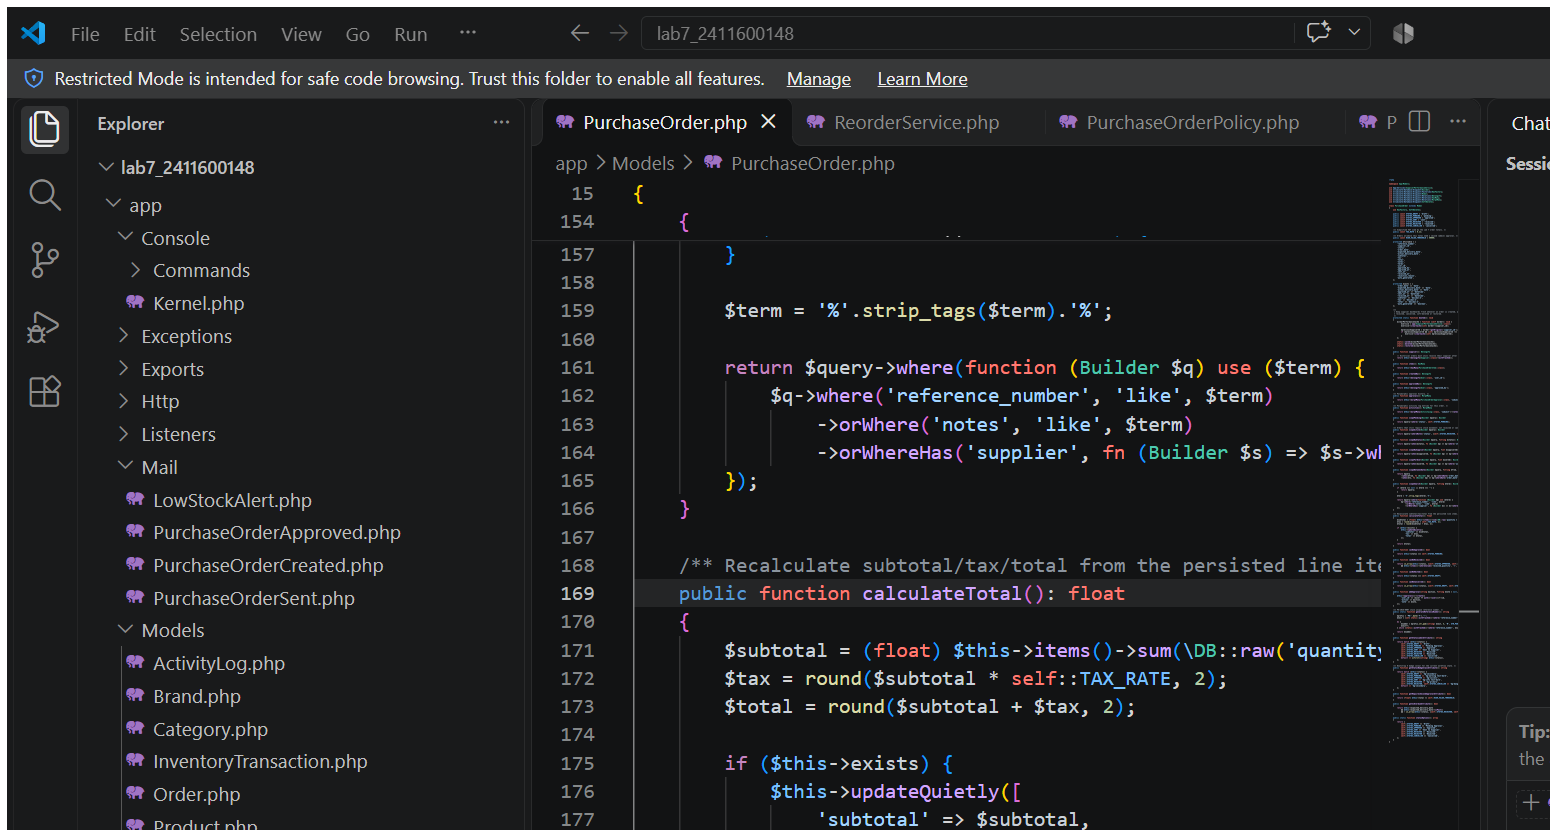 File Edit Selection View Go Run ...
lab7_2411600148
Restricted Mode is intended for safe code browsing. Trust this folder to enable all features. Manage Learn More
Explorer ...
lab7_2411600148
app
Console
Commands
Kernel.php
Exceptions
Exports
Http
Listeners
Mail
LowStockAlert.php
PurchaseOrderApproved.php
PurchaseOrderCreated.php
PurchaseOrderSent.php
Models
ActivityLog.php
Brand.php
Category.php
InventoryTransaction.php
Order.php
Product.php
PurchaseOrder.php ReorderService.php PurchaseOrderPolicy.php P ...
app > Models > PurchaseOrder.php
15 {
154 {
157 }
158
159 $term = '%'.strip_tags($term).'%';
160
161 return $query->where(function (Builder $q) use ($term) {
162 $q->where('reference_number', 'like', $term)
163 ->orWhere('notes', 'like', $term)
164 ->orWhereHas('supplier', fn (Builder $s) => $s->wh
165 });
166 }
167
168 /** Recalculate subtotal/tax/total from the persisted line ite
169 public function calculateTotal(): float
170 {
171 $subtotal = (float) $this->items()->sum(\DB::raw('quantity
172 $tax = round($subtotal * self::TAX_RATE, 2);
173 $total = round($subtotal + $tax, 2);
174
175 if ($this->exists) {
176 $this->updateQuietly([
177 'subtotal' => $subtotal,
Chat
Sessio
Tip:
the